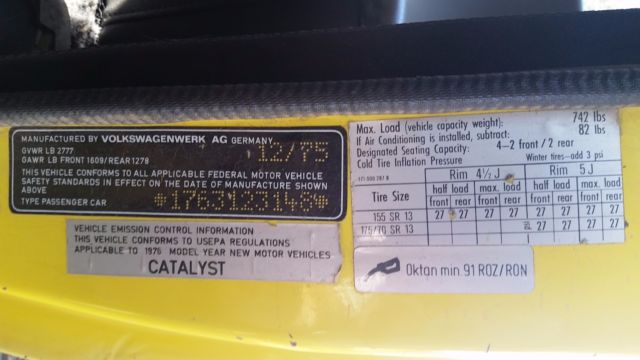 MANUFACTURED BY VOLKSWAGENWERK AG GERMANY
GVWR LB 2777
12/75
GAWR LB FRONT 1609/REAR 1278
THIS VEHICLE CONFORMS TO ALL APPLICABLE FEDERAL MOTOR VEHICLE
SAFETY STANDARDS IN EFFECT ON THE DATE OF MANUFACTURE SHOWN
ABOVE
TYPE PASSENGER CAR
VEHICLE EMISSION CONTROL INFORMATION
THIS VEHICLE CONFORMS TO USEPA REGULATIONS
APPLICABLE TO 1976 MODEL YEAR NEW MOTOR VEHICLES
CATALYST
Max. Load (vehicle capacity weight): 742 lbs
If Air Conditioning is installed, subtract: 82 lbs
Designated Seating Capacity: 4–2 front / 2 rear
Cold Tire Inflation Pressure Winter tires–add 3 psi
Rim 4½ J Rim 5 J
Tire Size half load max. load half load max. load
front rear front rear front rear front rear
155 SR 13 27 27 27 27 27 27 27 27
175/70 SR 13 27 27 27 27
Oktan min 91 ROZ/RON